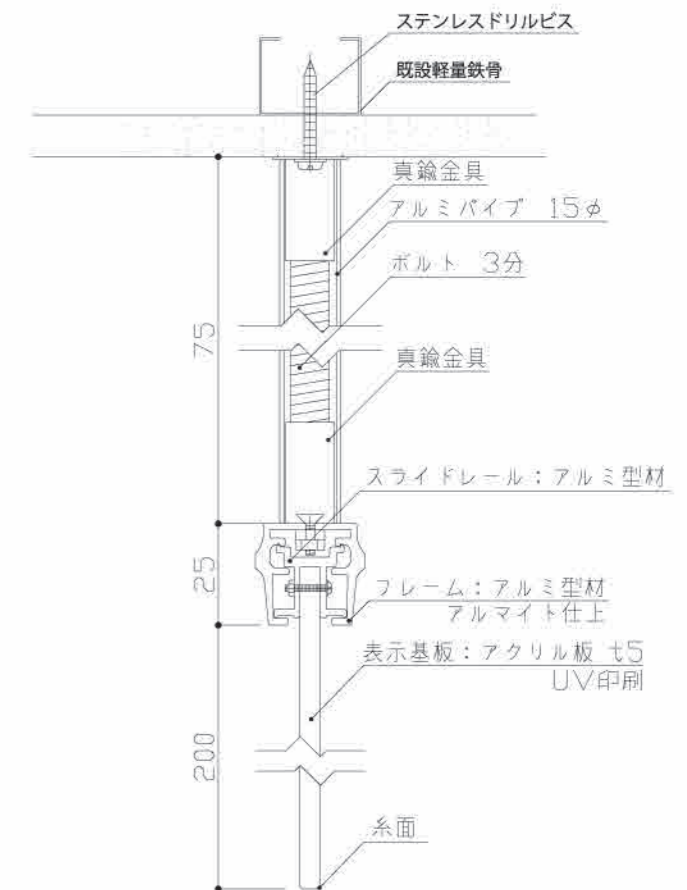 ステンレスドリルビス
既設軽量鉄骨
真鍮金具
アルミパイプ 15φ
ボルト 3分
75
真鍮金具
スライドレール：アルミ型材
25
フレーム：アルミ型材
アルマイト仕上
表示基板：アクリル板 t5
UV印刷
200
糸面